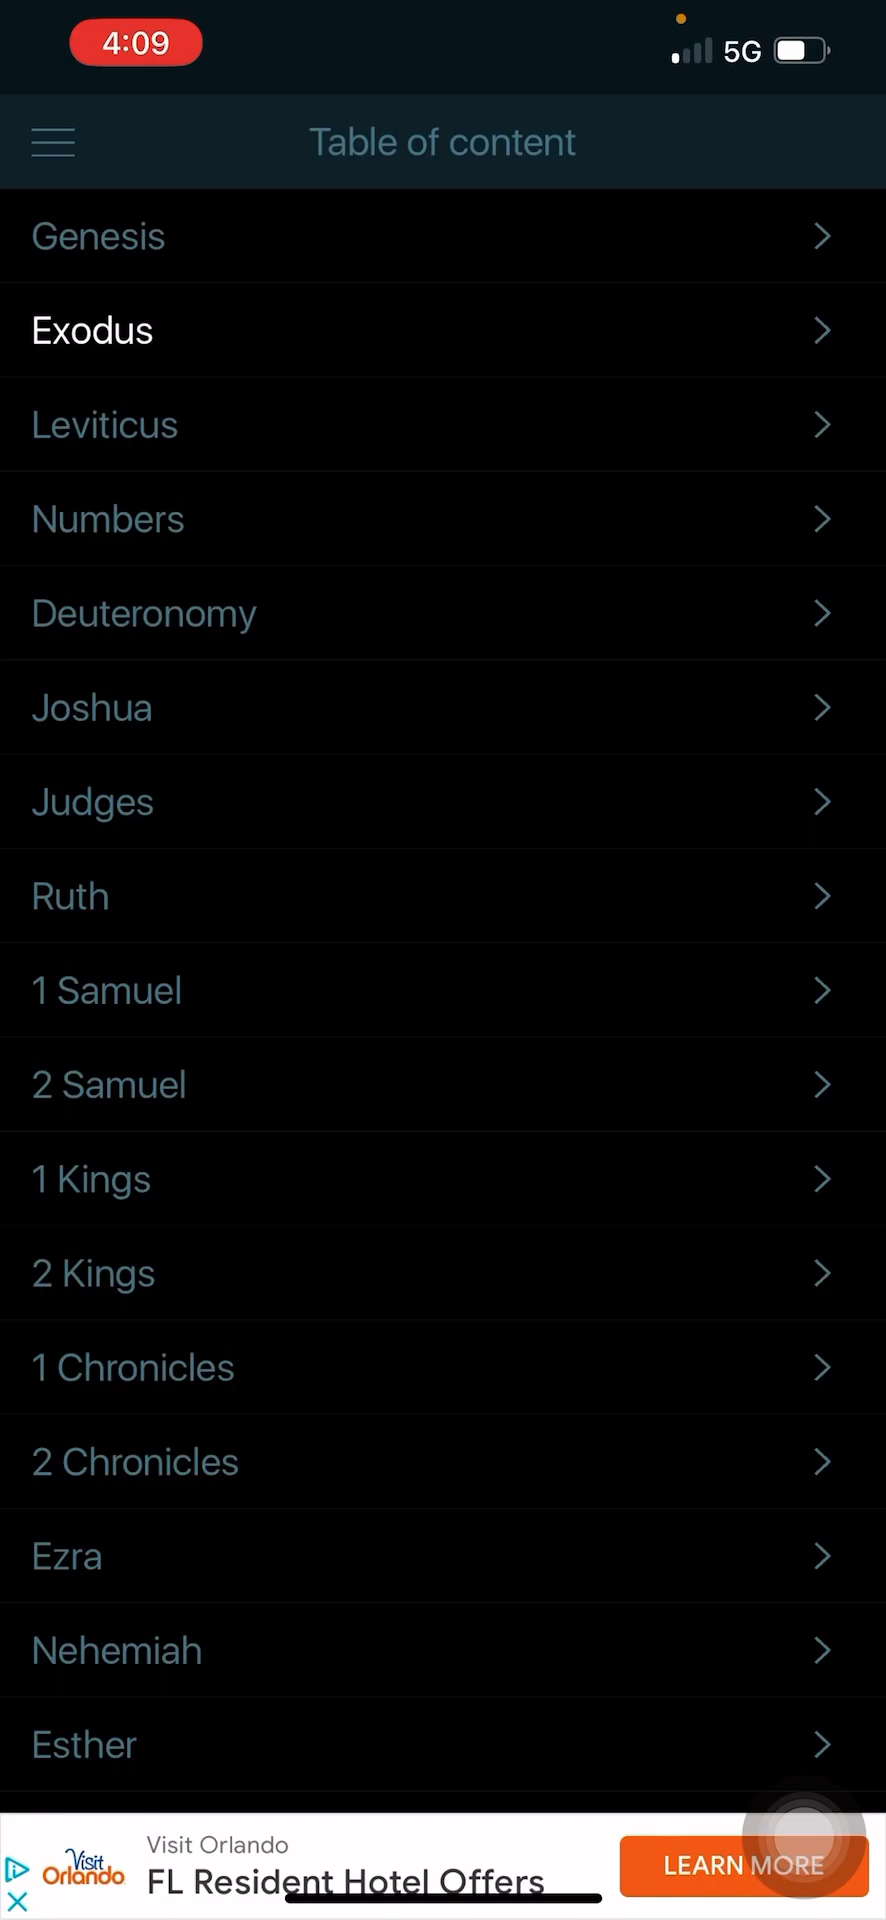 4:09
5G
Table of content
Genesis
Exodus
Leviticus
Numbers
Deuteronomy
Joshua
Judges
Ruth
1 Samuel
2 Samuel
1 Kings
2 Kings
1 Chronicles
2 Chronicles
Ezra
Nehemiah
Esther
Visit Orlando
Visit
Orlando
FL Resident Hotel Offers
LEARN MORE